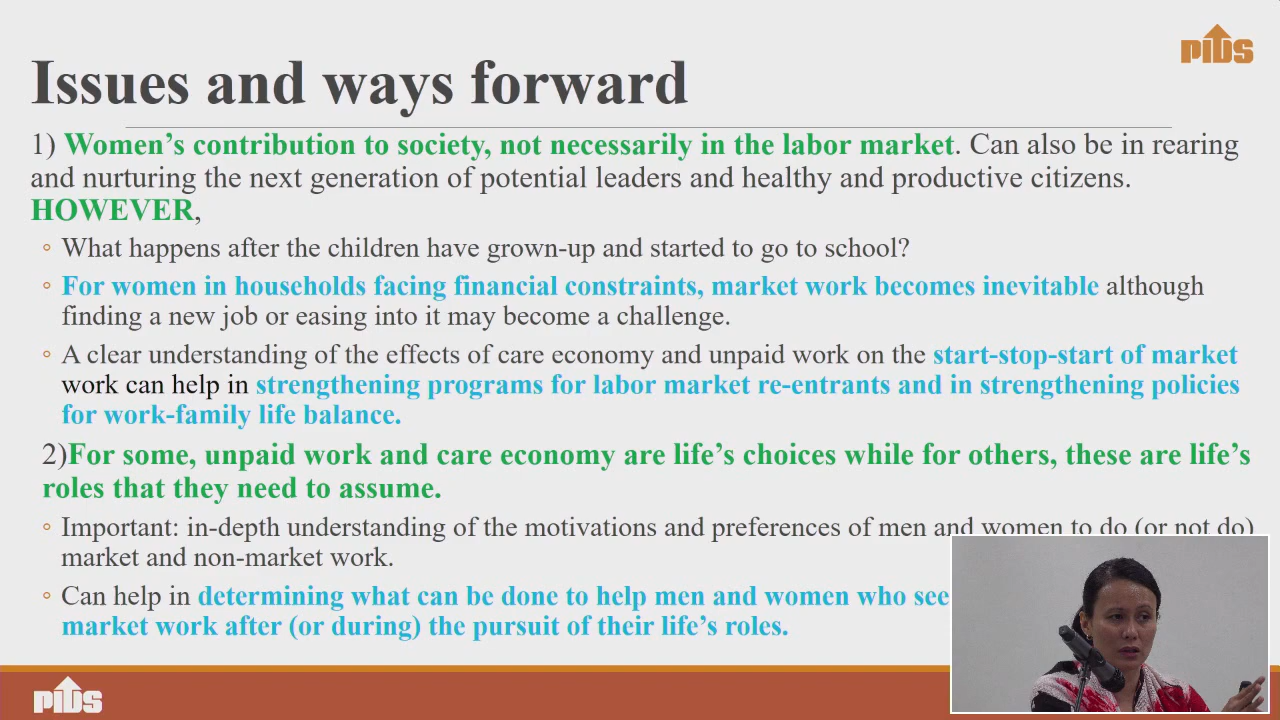 PIDS
Issues and ways forward
1) Women’s contribution to society, not necessarily in the labor market. Can also be in rearing
and nurturing the next generation of potential leaders and healthy and productive citizens.
HOWEVER,
◦ What happens after the children have grown-up and started to go to school?
◦ For women in households facing financial constraints, market work becomes inevitable although
finding a new job or easing into it may become a challenge.
◦ A clear understanding of the effects of care economy and unpaid work on the start-stop-start of market
work can help in strengthening programs for labor market re-entrants and in strengthening policies
for work-family life balance.
2)For some, unpaid work and care economy are life’s choices while for others, these are life’s
roles that they need to assume.
◦ Important: in-depth understanding of the motivations and preferences of men and women to do (or not do)
market and non-market work.
◦ Can help in determining what can be done to help men and women who see
market work after (or during) the pursuit of their life’s roles.
PIDS